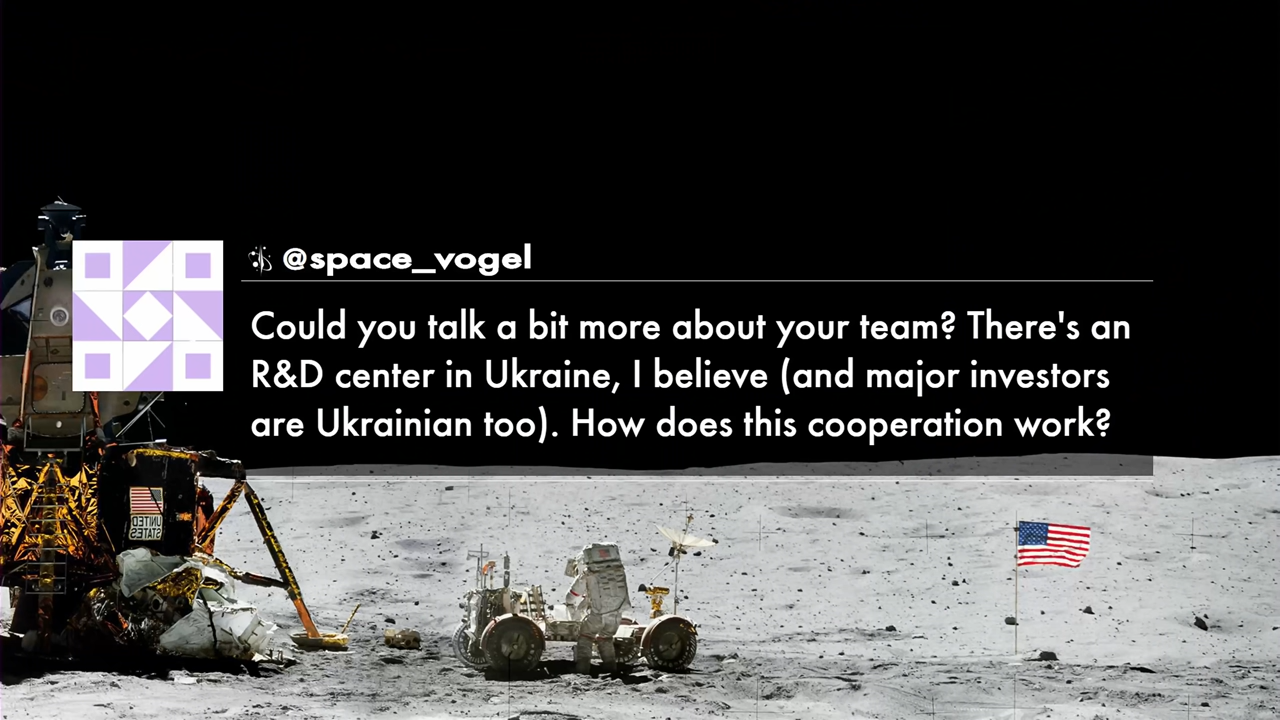 @space_vogel
Could you talk a bit more about your team? There's an
R&D center in Ukraine, I believe (and major investors
are Ukrainian too). How does this cooperation work?
UNITED
STATES